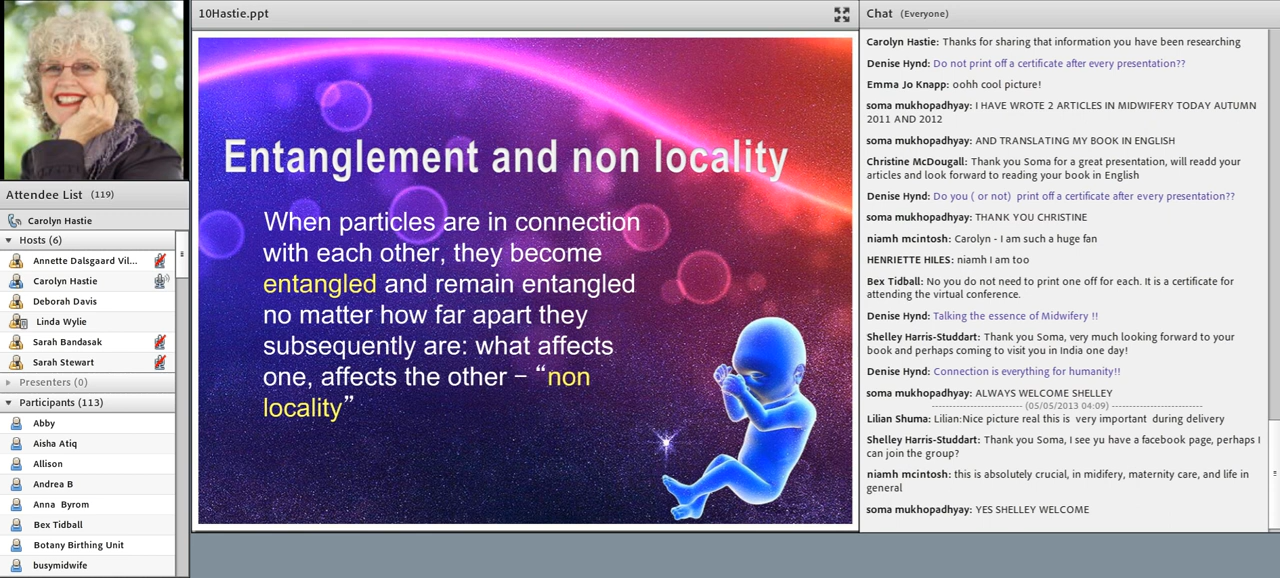 10Hastie.ppt
Entanglement and non locality
When particles are in connection
with each other, they become
entangled and remain entangled
no matter how far apart they
subsequently are: what affects
one, affects the other – “non
locality”
Attendee List (119)
Carolyn Hastie
Hosts (6)
Annette Dalsgaard Vil...
Carolyn Hastie
Deborah Davis
Linda Wylie
Sarah Bandasak
Sarah Stewart
Presenters (0)
Participants (113)
Abby
Aisha Atiq
Allison
Andrea B
Anna Byrom
Bex Tidball
Botany Birthing Unit
busymidwife
Chat (Everyone)
Carolyn Hastie: Thanks for sharing that information you have been researching
Denise Hynd: Do not print off a certificate after every presentation??
Emma Jo Knapp: oohh cool picture!
soma mukhopadhyay: I HAVE WROTE 2 ARTICLES IN MIDWIFERY TODAY AUTUMN
2011 AND 2012
soma mukhopadhyay: AND TRANSLATING MY BOOK IN ENGLISH
Christine McDougall: Thank you Soma for a great presentation, will readd your
articles and look forward to reading your book in English
Denise Hynd: Do you ( or not) print off a certificate after every presentation??
soma mukhopadhyay: THANK YOU CHRISTINE
niamh mcintosh: Carolyn - I am such a huge fan
HENRIETTE HILES: niamh I am too
Bex Tidball: No you do not need to print one off for each. It is a certificate for
attending the virtual conference.
Denise Hynd: Talking the essence of Midwifery !!
Shelley Harris-Studdart: Thank you Soma, very much looking forward to your
book and perhaps coming to visit you in India one day!
Denise Hynd: Connection is everything for humanity!!
soma mukhopadhyay: ALWAYS WELCOME SHELLEY
(05/05/2013 04:09)
Lilian Shuma: Lilian:Nice picture real this is very important during delivery
Shelley Harris-Studdart: Thank you Soma, I see yu have a facebook page, perhaps I
can join the group?
niamh mcintosh: this is absolutely crucial, in midifery, maternity care, and life in
general
soma mukhopadhyay: YES SHELLEY WELCOME